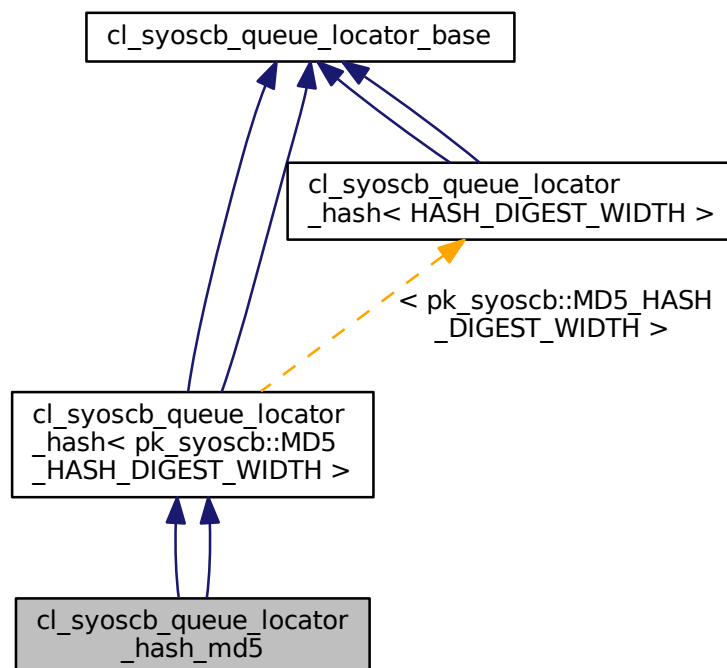 cl_syoscb_queue_locator_base
cl_syoscb_queue_locator
_hash< HASH_DIGEST_WIDTH >
< pk_syoscb::MD5_HASH
_DIGEST_WIDTH >
cl_syoscb_queue_locator
_hash< pk_syoscb::MD5
_HASH_DIGEST_WIDTH >
cl_syoscb_queue_locator
_hash_md5